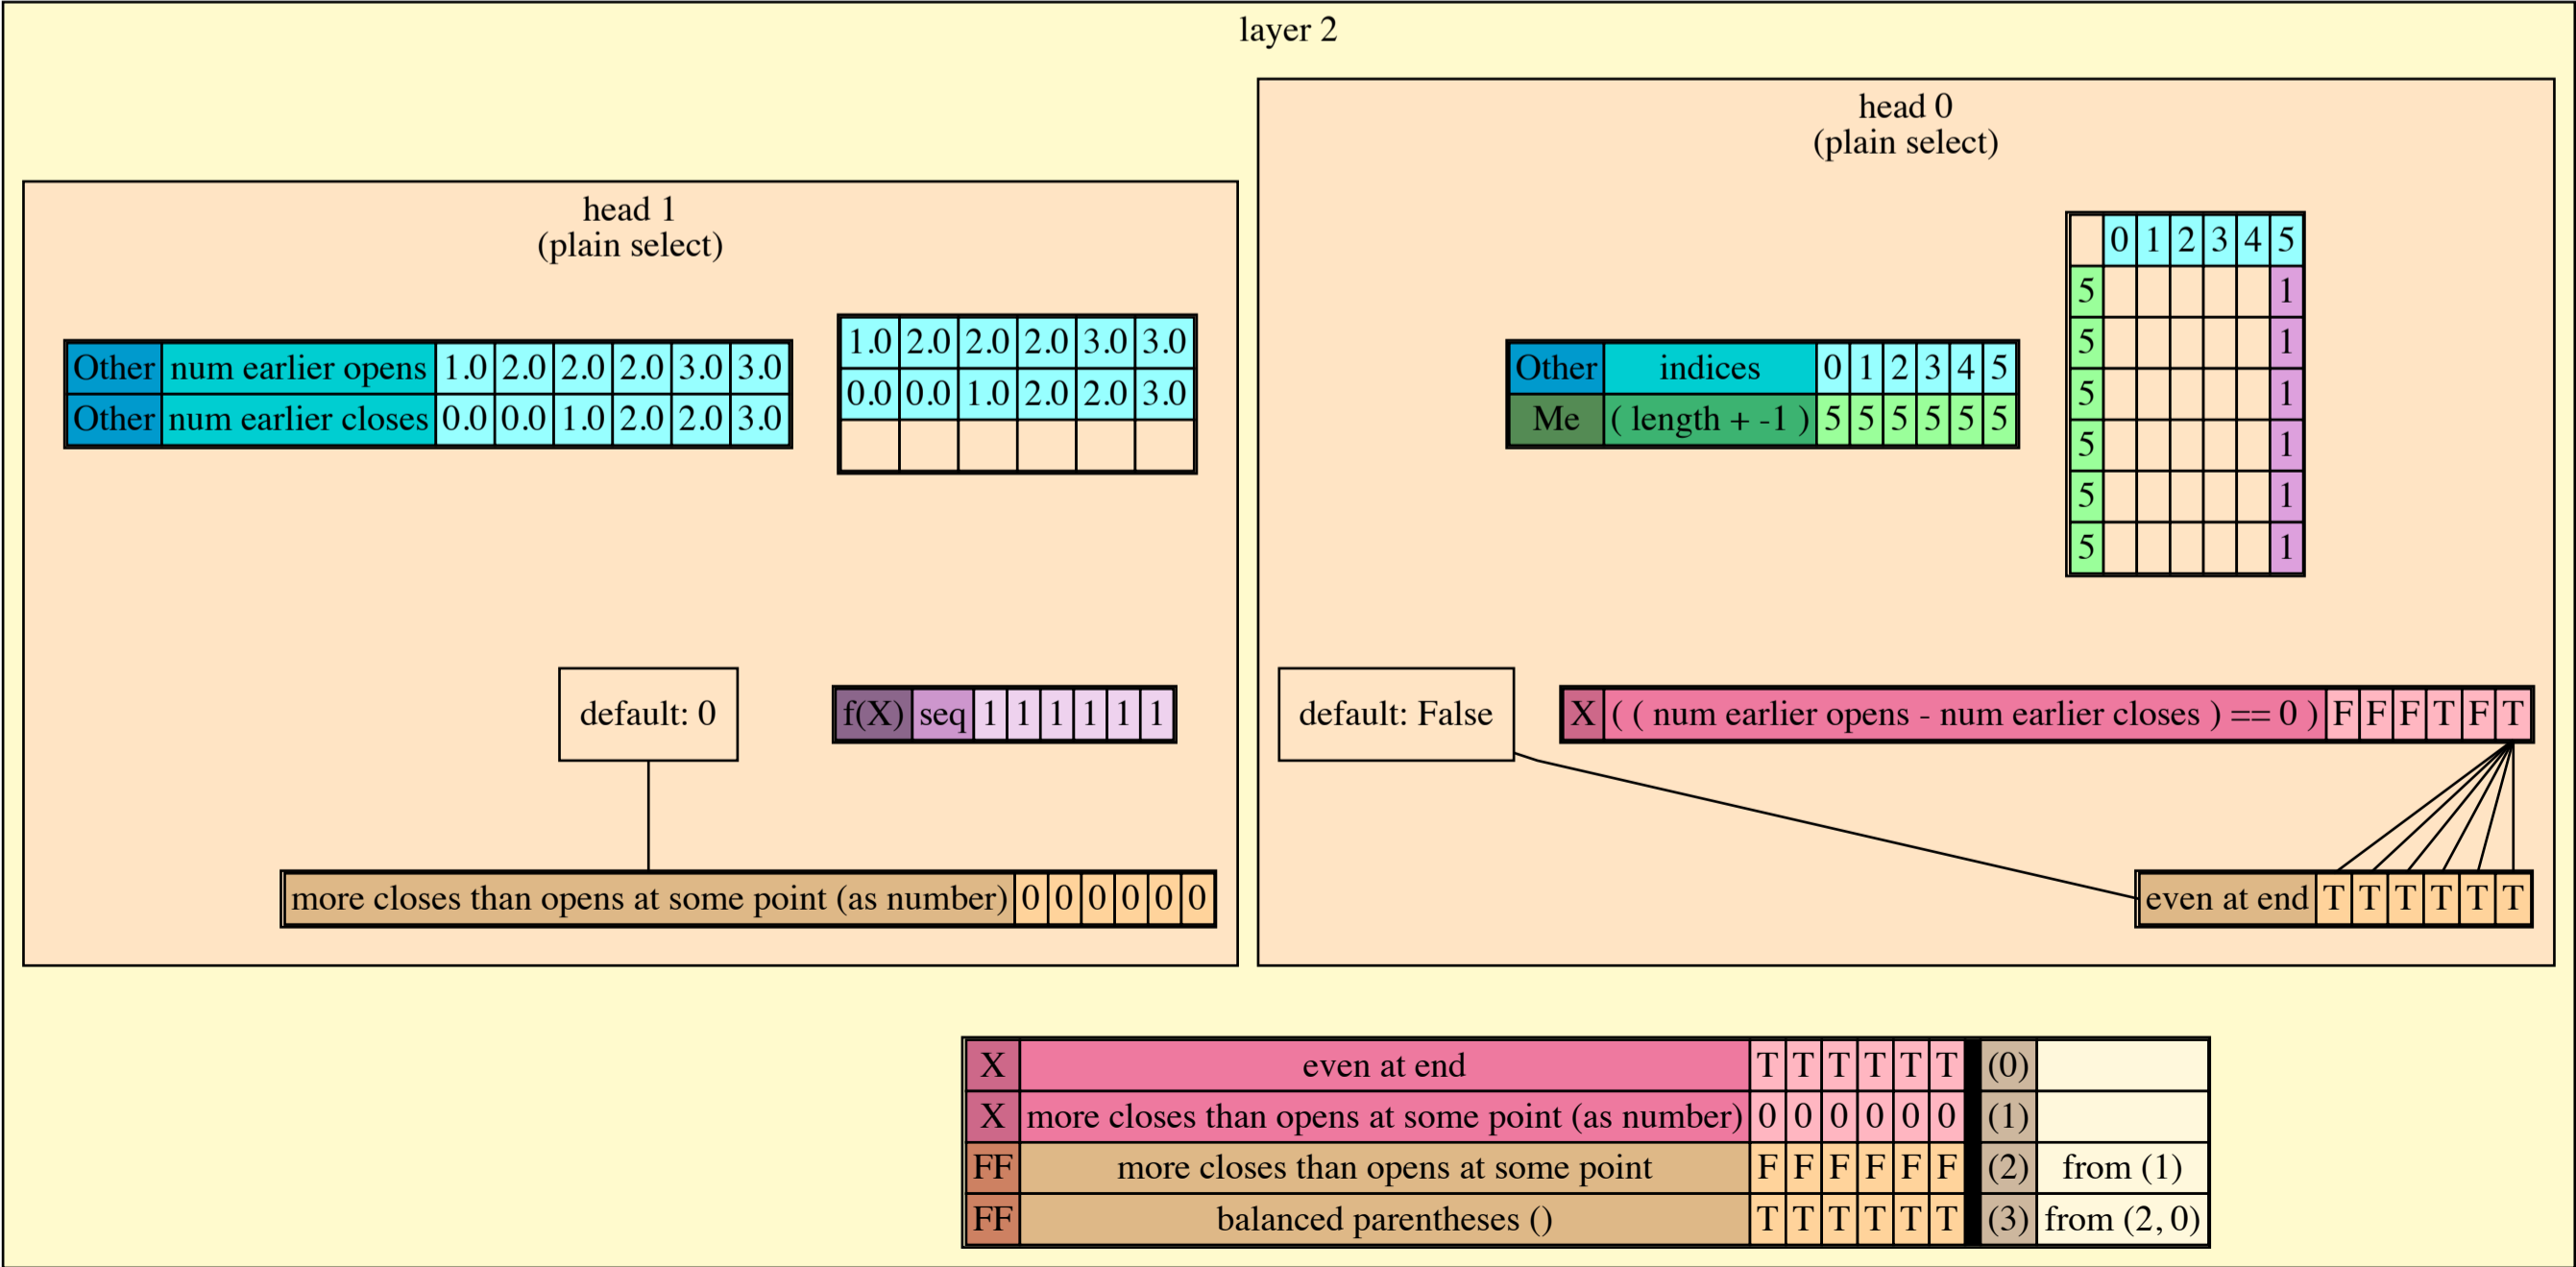 layer 2
head 1
(plain select)
Other num earlier opens 1.0 2.0 2.0 2.0 3.0 3.0
Other num earlier closes 0.0 0.0 1.0 2.0 2.0 3.0
1.0 2.0 2.0 2.0 3.0 3.0
0.0 0.0 1.0 2.0 2.0 3.0
default: 0
f(X) seq 1 1 1 1 1 1
more closes than opens at some point (as number) 0 0 0 0 0 0
head 0
(plain select)
Other indices 0 1 2 3 4 5
Me ( length + -1 ) 5 5 5 5 5 5
0 1 2 3 4 5
5 1
5 1
5 1
5 1
5 1
5 1
default: False
X ( ( num earlier opens - num earlier closes ) == 0 ) F F F T F T
even at end T T T T T T
X even at end T T T T T T (0)
X more closes than opens at some point (as number) 0 0 0 0 0 0 (1)
FF more closes than opens at some point F F F F F F (2) from (1)
FF balanced parentheses () T T T T T T (3) from (2, 0)